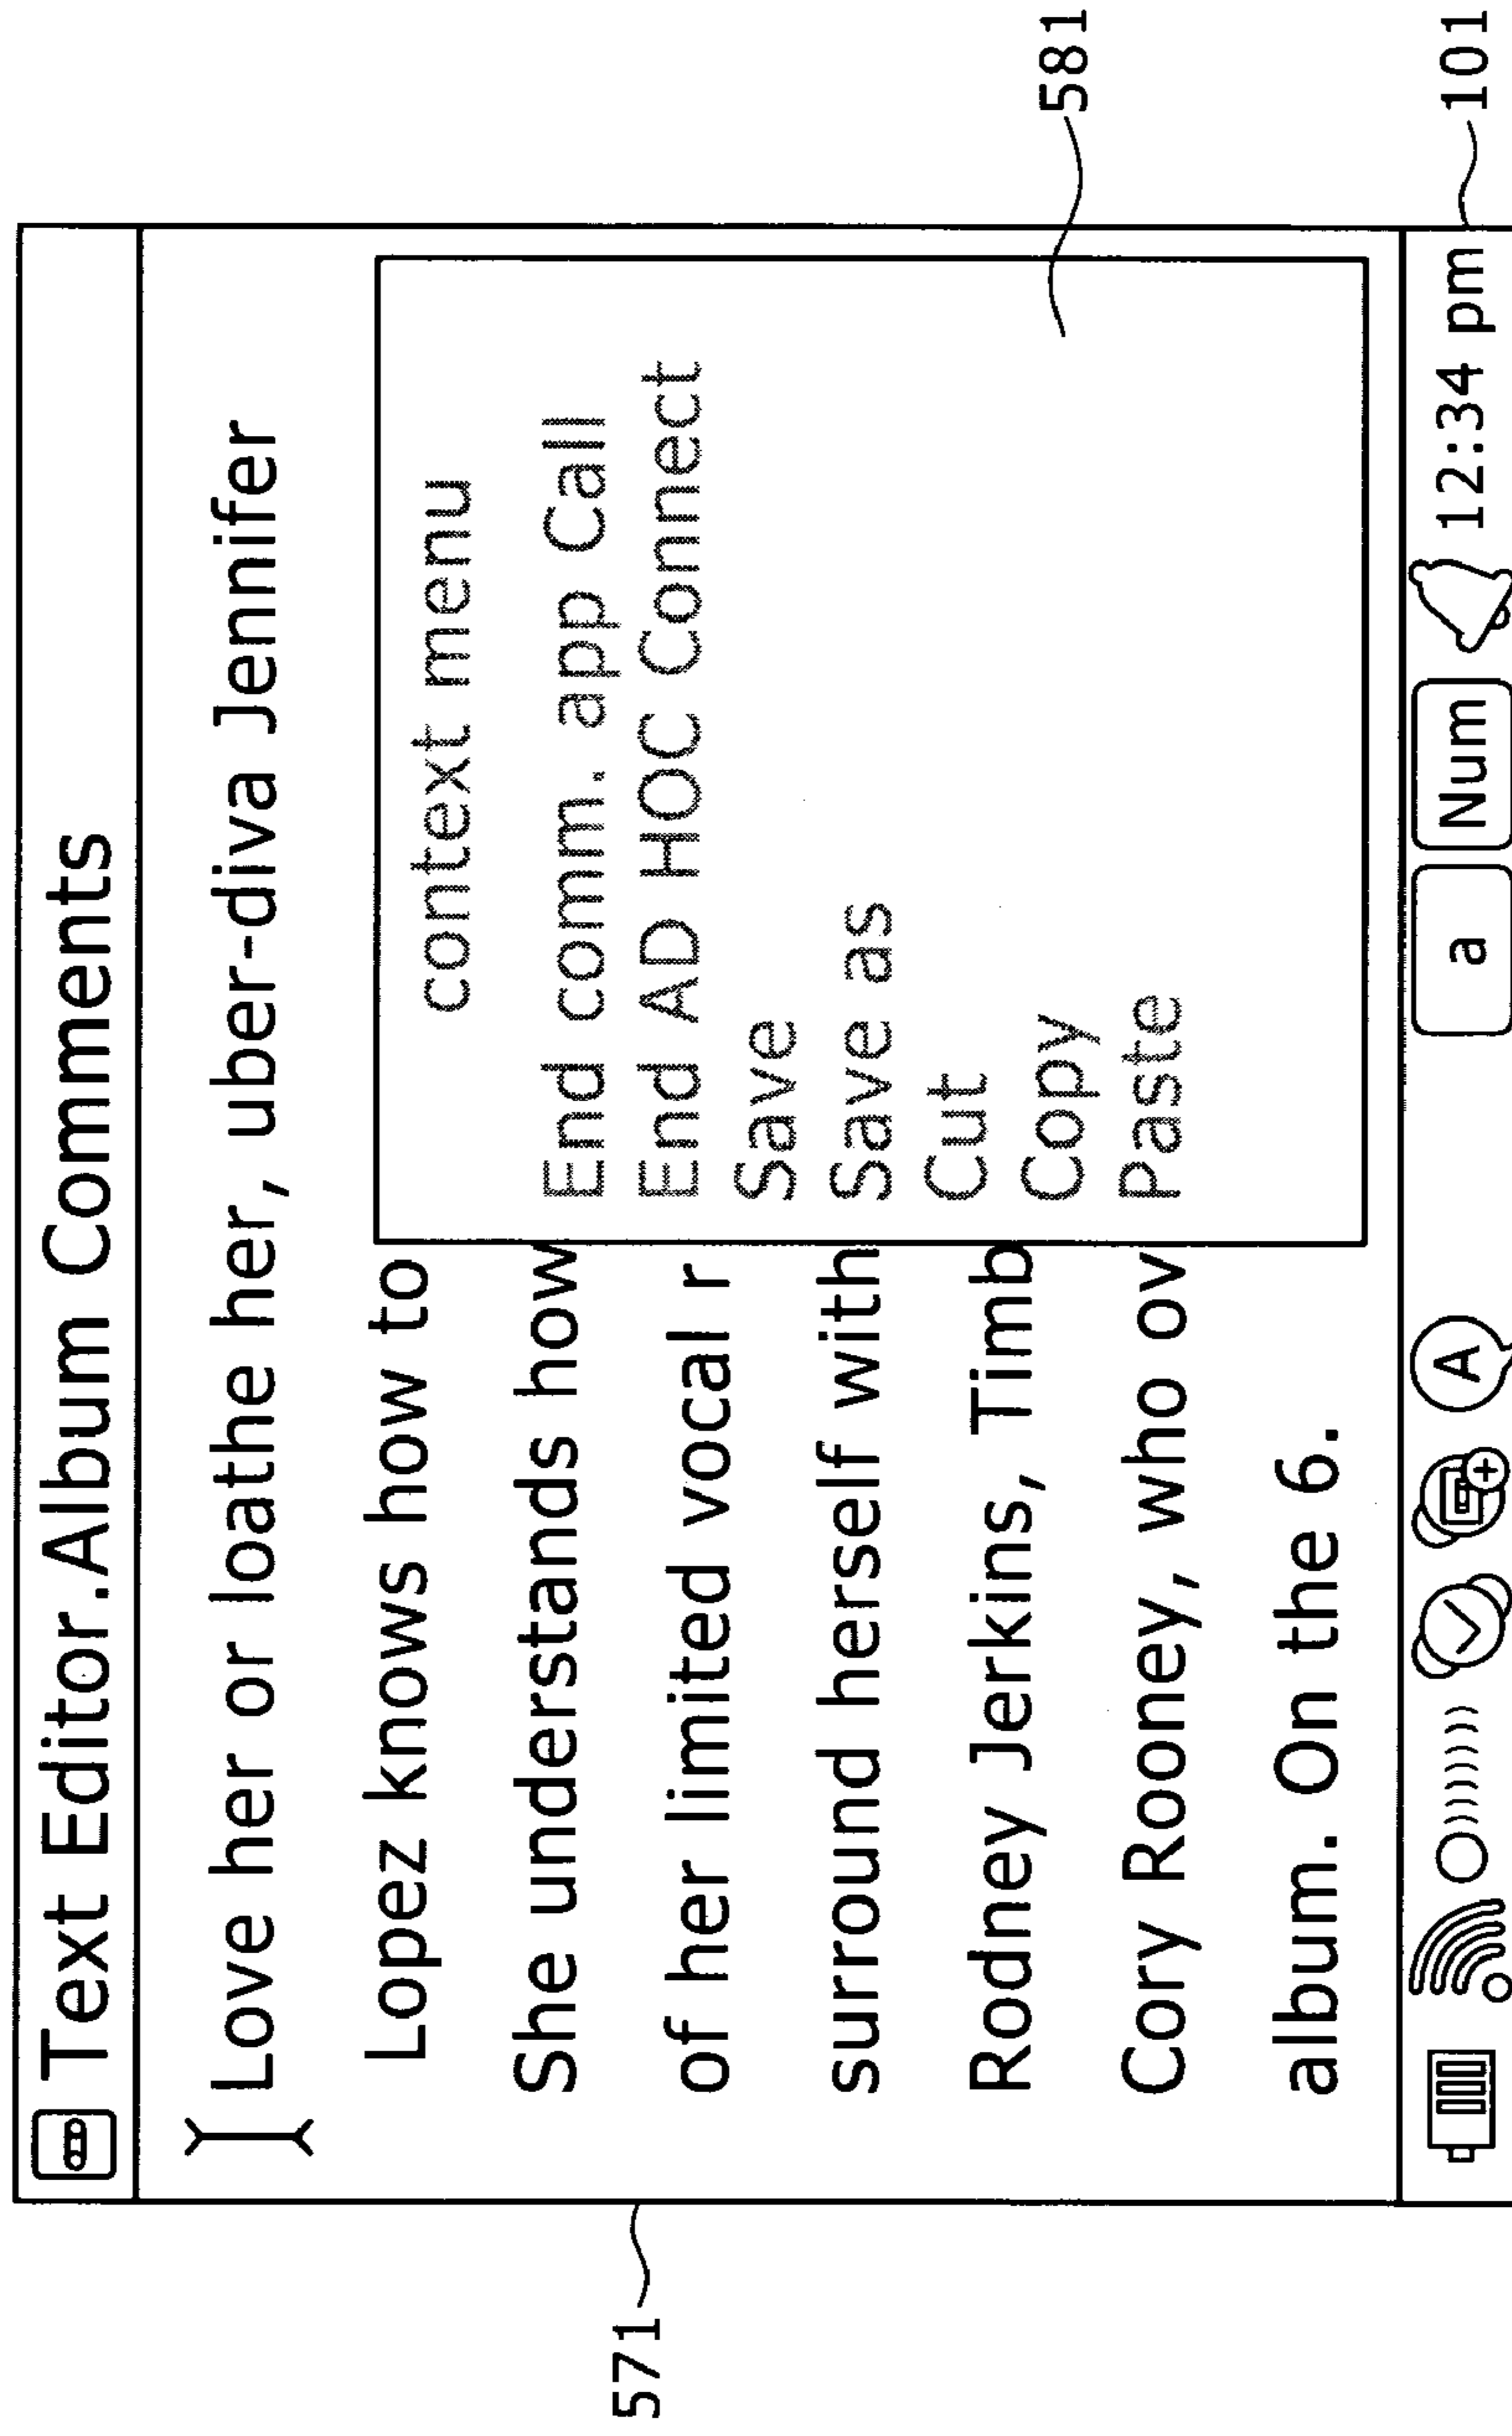 Text Editor.Album Comments
Love her or loathe her, uber-diva Jennifer
Lopez knows how to
She understands how
of her limited vocal r
surround herself with
Rodney Jerkins, Timb
Cory Rooney, who ov
album. On the 6.
context menu
End comm. app Call
End AD HOC Connect
Save
Save as
Cut
Copy
Paste
A
a
Num
12:34 pm
571
581
101